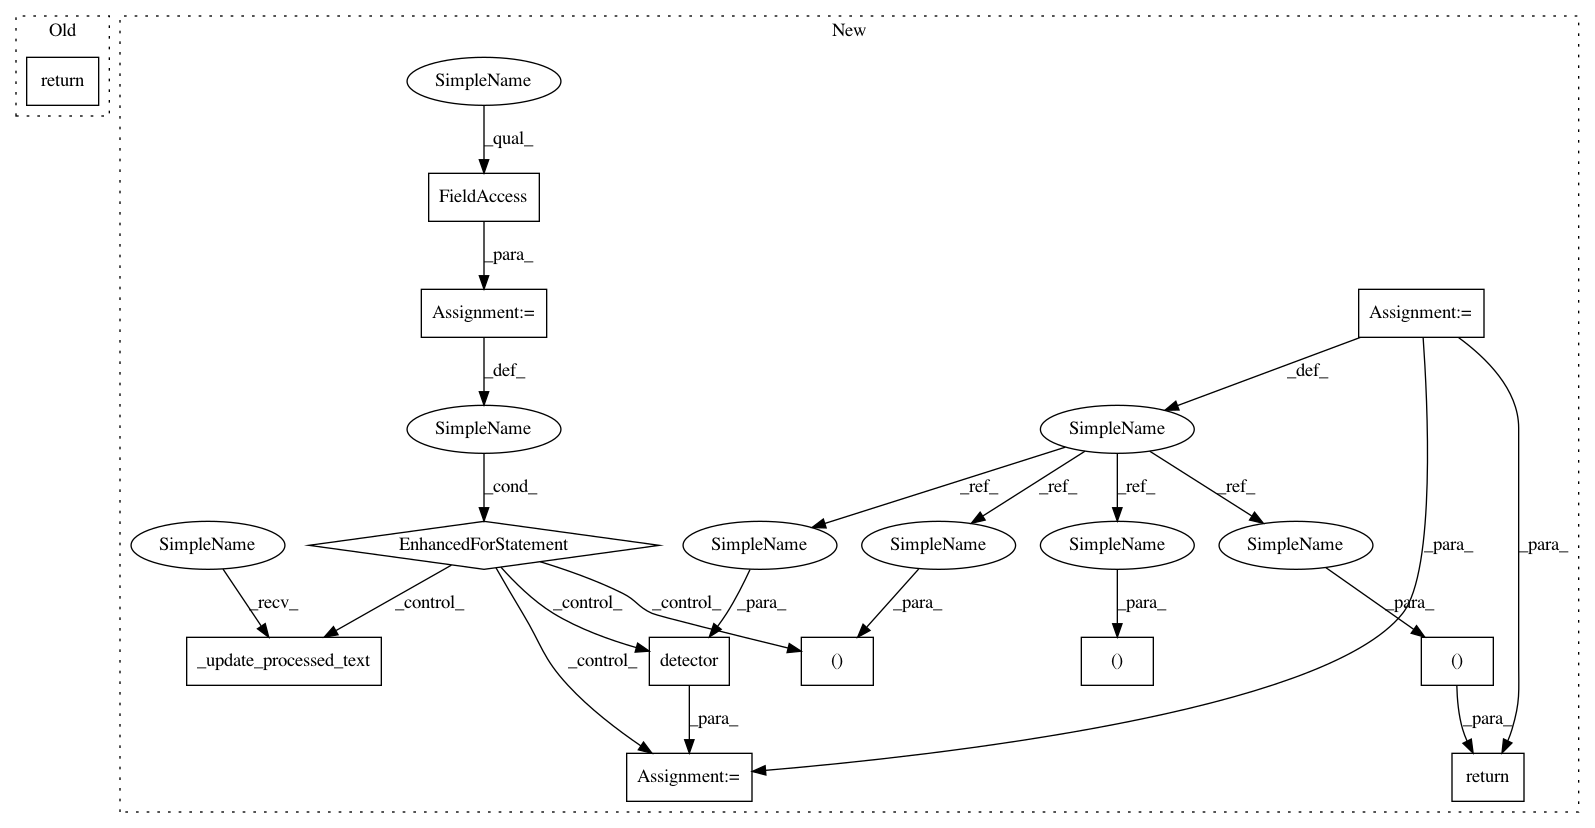 Old
New
return
SimpleName
_qual_
FieldAccess
_para_
Assignment:=
Assignment:=
_def_
_def_
SimpleName
SimpleName
_cond_
_ref_
_ref_
_ref_
_ref_
SimpleName
EnhancedForStatement
SimpleName
SimpleName
SimpleName
SimpleName
_para_
_para_
_recv_
_control_
_control_
_control_
_para_
_para_
_para_
_para_
_update_processed_text
_control_
detector
()
()
()
_para_
_para_
Assignment:=
return